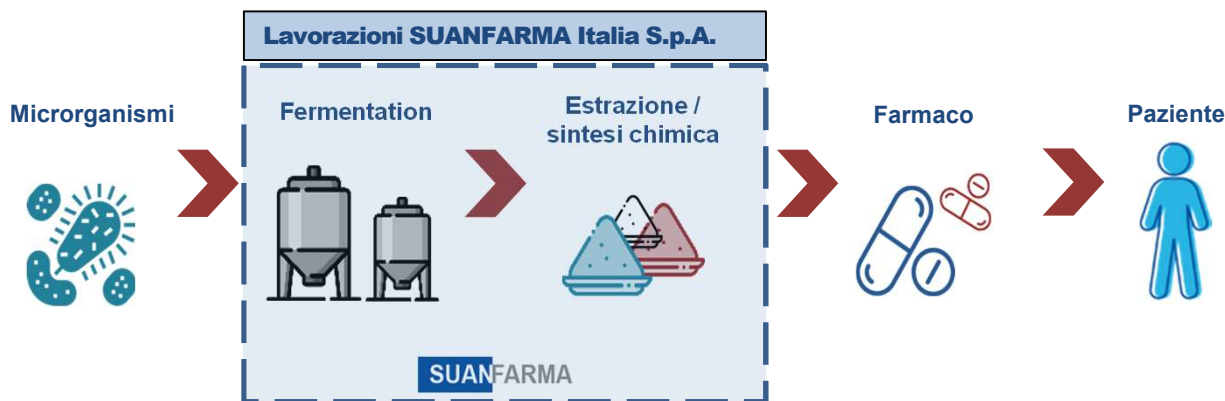 Lavorazioni SUANFARMA Italia S.p.A.
Microrganismi
Fermentation
Estrazione /
sintesi chimica
Farmaco
Paziente
SUANFARMA